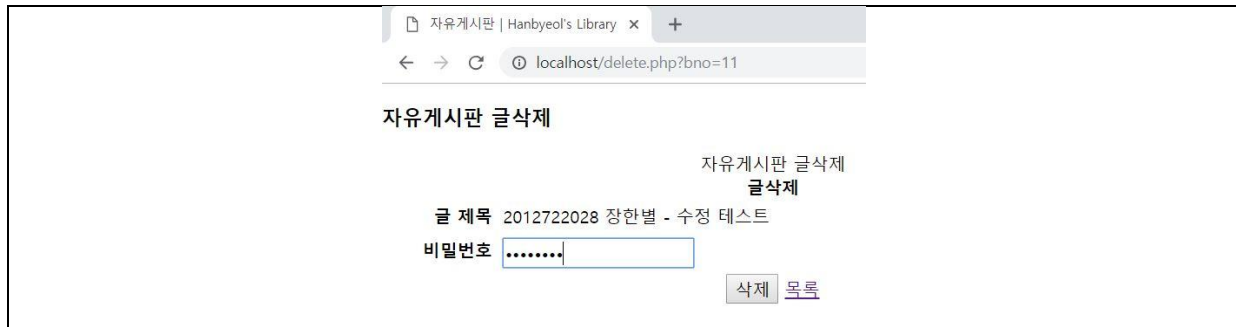 자유게시판 | Hanbyeol's Library
localhost/delete.php?bno=11
자유게시판 글삭제
자유게시판 글삭제
글삭제
글 제목 2012722028 장한별 - 수정 테스트
비밀번호 ••••••••
삭제 목록